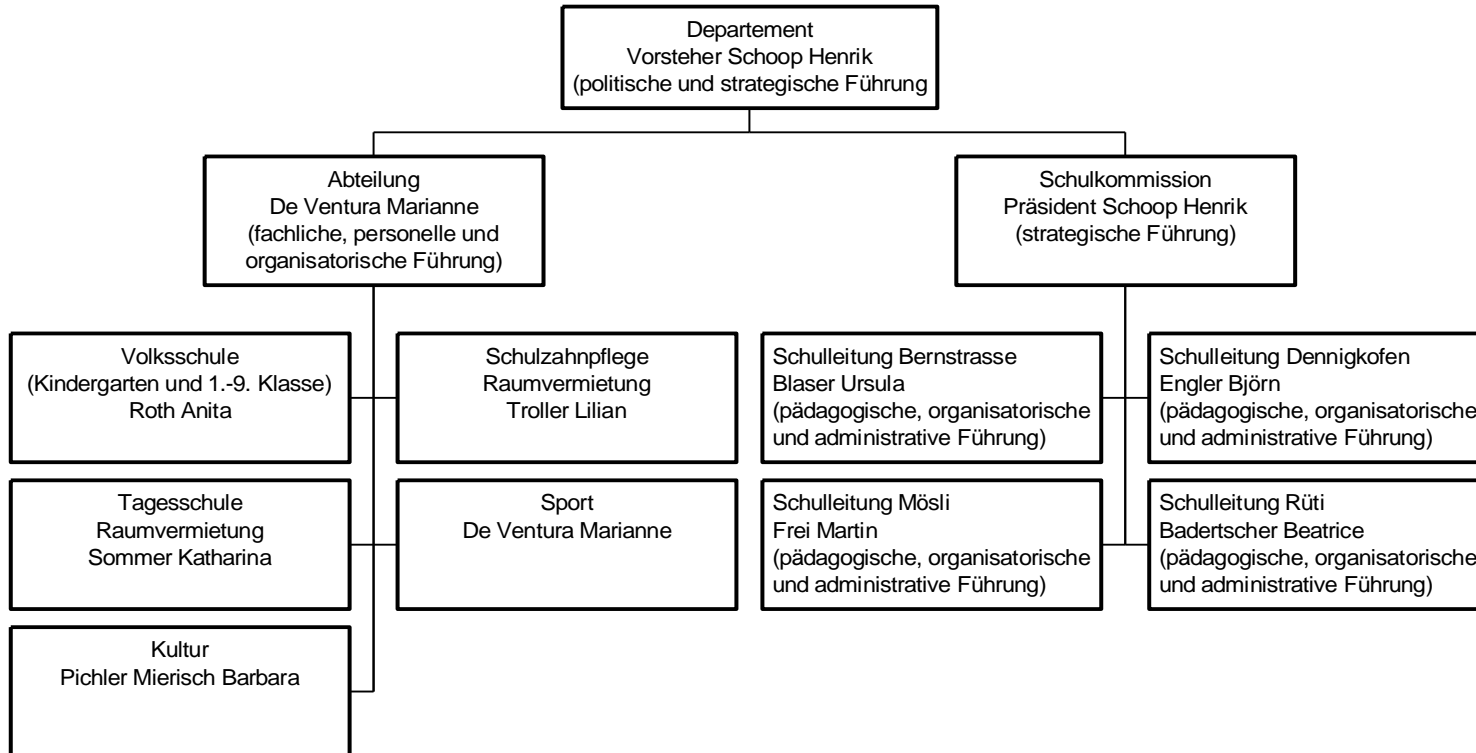 Departement
Vorsteher Schoop Henrik
(politische und strategische Führung
Abteilung
De Ventura Marianne
(fachliche, personelle und
organisatorische Führung)
Schulkommission
Präsident Schoop Henrik
(strategische Führung)
Volksschule
(Kindergarten und 1.-9. Klasse)
Roth Anita
Schulzahnpflege
Raumvermietung
Troller Lilian
Schulleitung Bernstrasse
Blaser Ursula
(pädagogische, organisatorische
und administrative Führung)
Schulleitung Dennigkofen
Engler Björn
(pädagogische, organisatorische
und administrative Führung)
Tagesschule
Raumvermietung
Sommer Katharina
Sport
De Ventura Marianne
Schulleitung Mösli
Frei Martin
(pädagogische, organisatorische
und administrative Führung)
Schulleitung Rüti
Badertscher Beatrice
(pädagogische, organisatorische
und administrative Führung)
Kultur
Pichler Mierisch Barbara